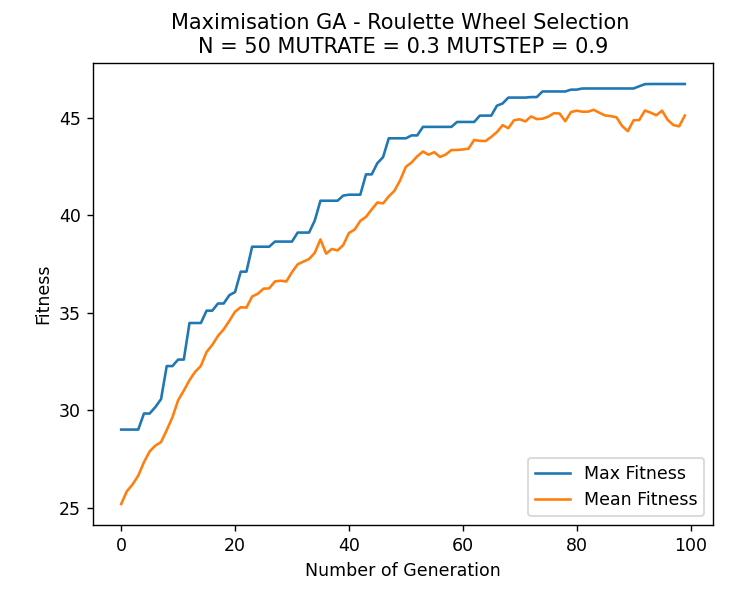 Maximisation GA - Roulette Wheel Selection
N = 50 MUTRATE = 0.3 MUTSTEP = 0.9
Fitness
45
40
35
30
25
Max Fitness
Mean Fitness
0 20 40 60 80 100
Number of Generation